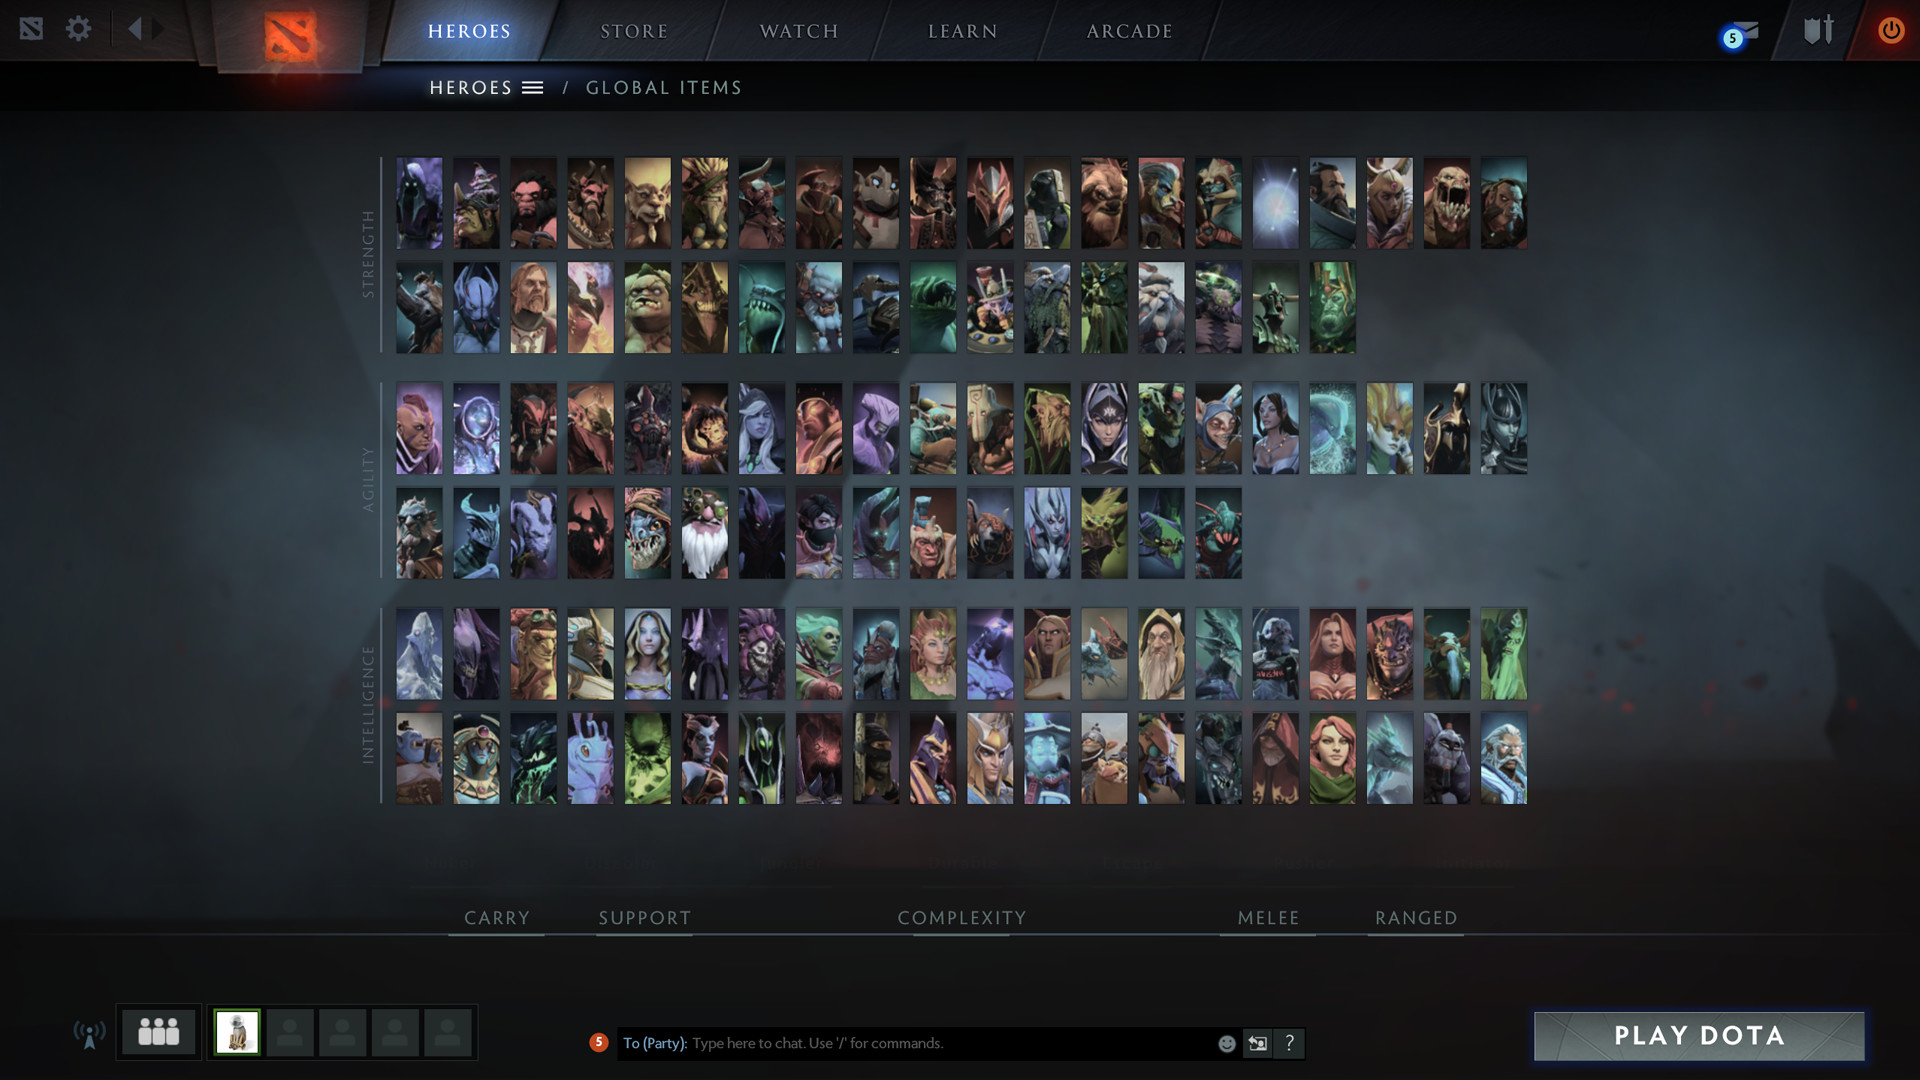 HEROES
STORE
WATCH
LEARN
ARCADE
5
HEROES / GLOBAL ITEMS
STRENGTH
AGILITY
INTELLIGENCE
CARRY
SUPPORT
COMPLEXITY
MELEE
RANGED
5
To (Party): Type here to chat. Use '/' for commands.
?
PLAY DOTA